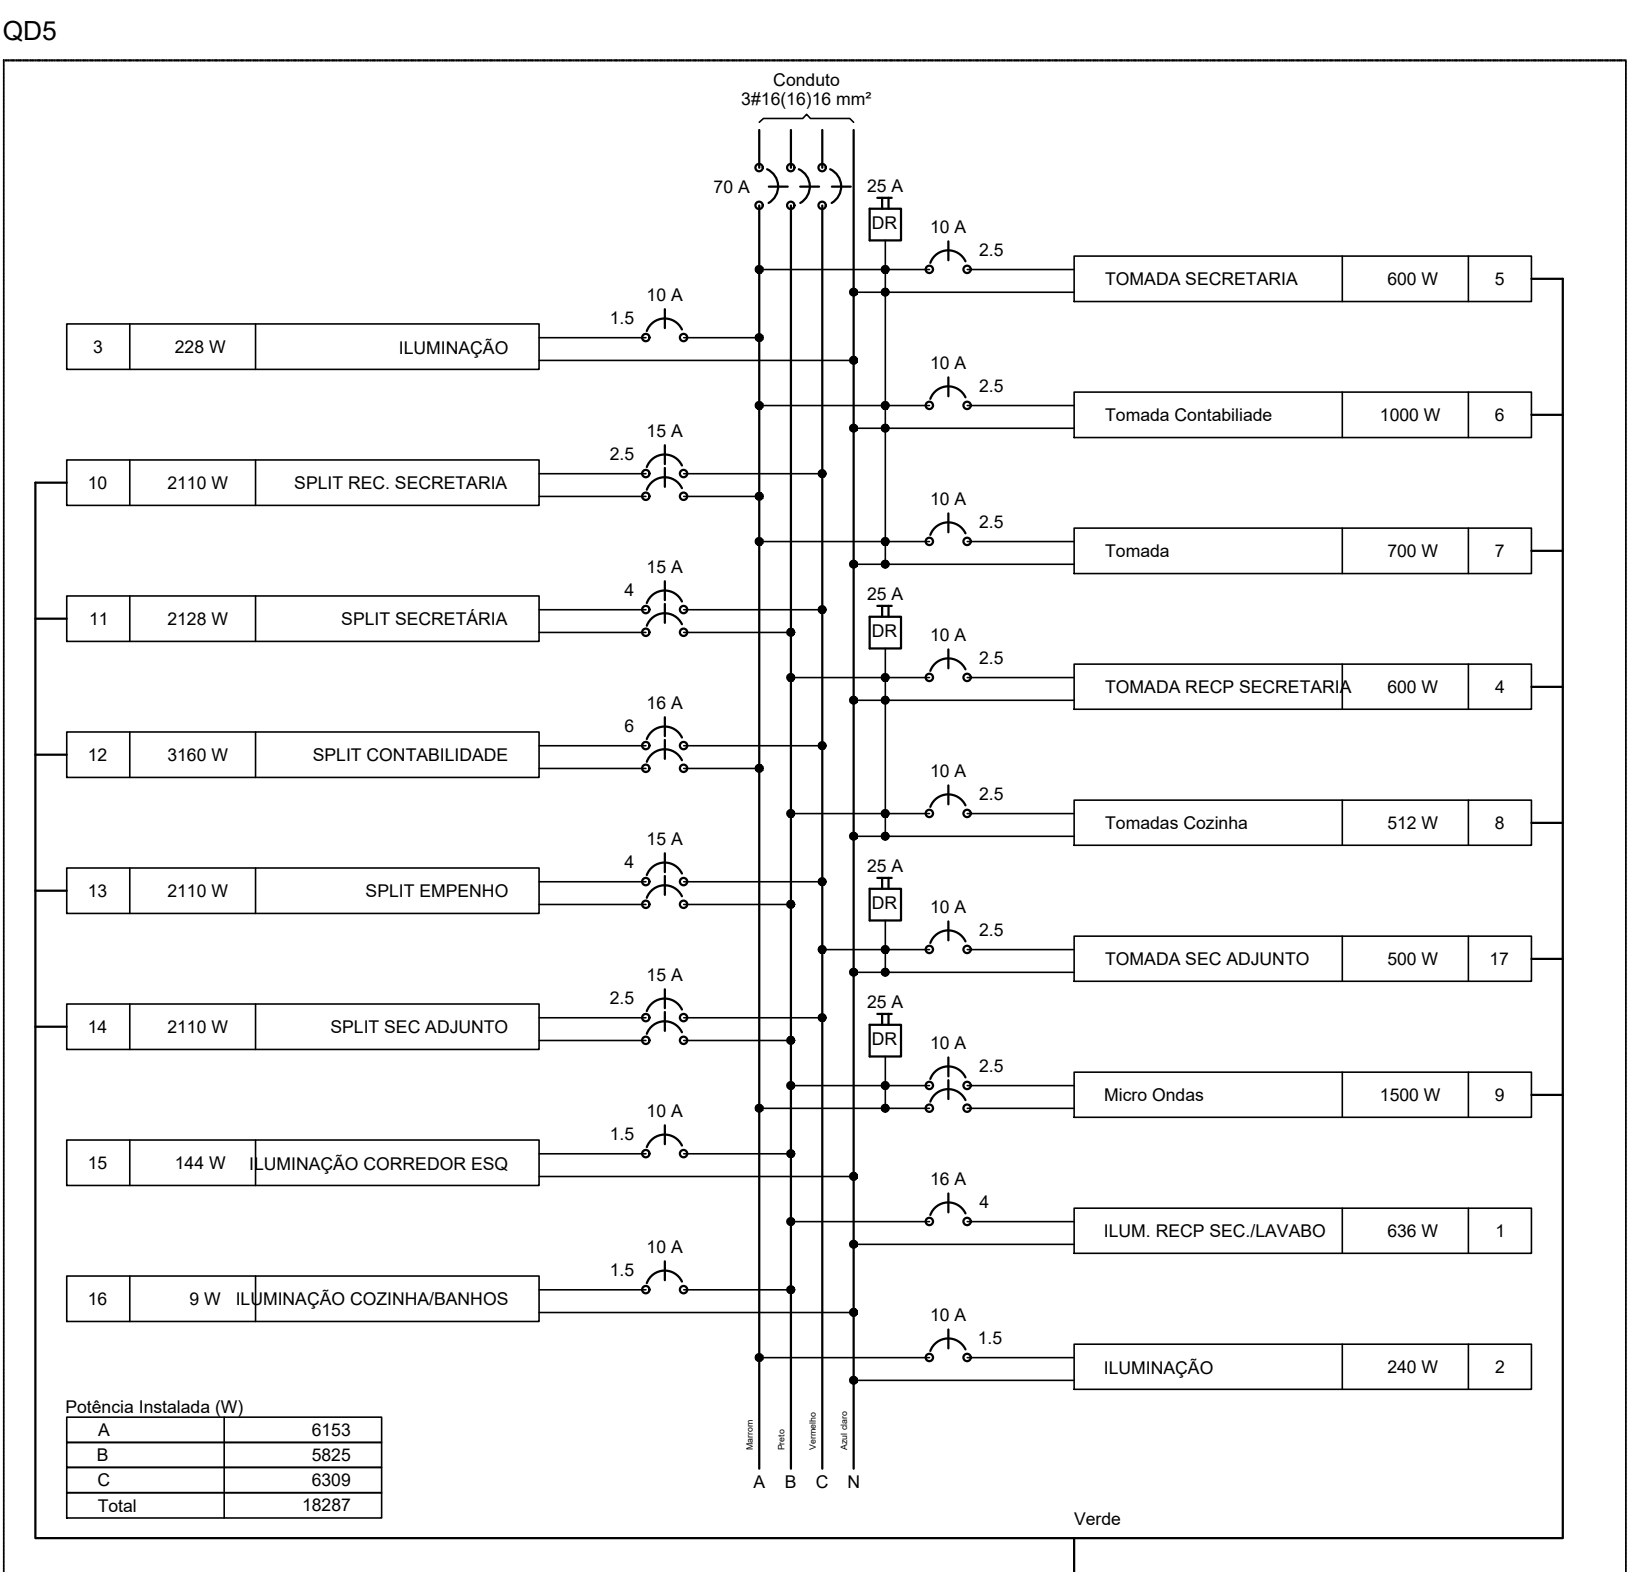 QD5
Conduto
3#16(16)16 mm²
70 A
25 A
DR
10 A
2.5
TOMADA SECRETARIA 600 W 5
10 A
1.5
3 228 W ILUMINAÇÃO
10 A
2.5
Tomada Contabiliade 1000 W 6
15 A
2.5
10 2110 W SPLIT REC. SECRETARIA
10 A
2.5
Tomada 700 W 7
15 A
4
11 2128 W SPLIT SECRETÁRIA
25 A
DR
10 A
2.5
TOMADA RECP SECRETARIA 600 W 4
16 A
6
12 3160 W SPLIT CONTABILIDADE
10 A
2.5
Tomadas Cozinha 512 W 8
15 A
4
13 2110 W SPLIT EMPENHO
25 A
DR
10 A
2.5
TOMADA SEC ADJUNTO 500 W 17
15 A
2.5
14 2110 W SPLIT SEC ADJUNTO
25 A
DR
10 A
2.5
Micro Ondas 1500 W 9
10 A
1.5
15 144 W ILUMINAÇÃO CORREDOR ESQ
16 A
4
ILUM. RECP SEC./LAVABO 636 W 1
10 A
1.5
16 9 W ILUMINAÇÃO COZINHA/BANHOS
10 A
1.5
ILUMINAÇÃO 240 W 2
Potência Instalada (W)
A 6153
B 5825
C 6309
Total 18287
Marrom
Preto
Vermelho
Azul claro
A B C N
Verde